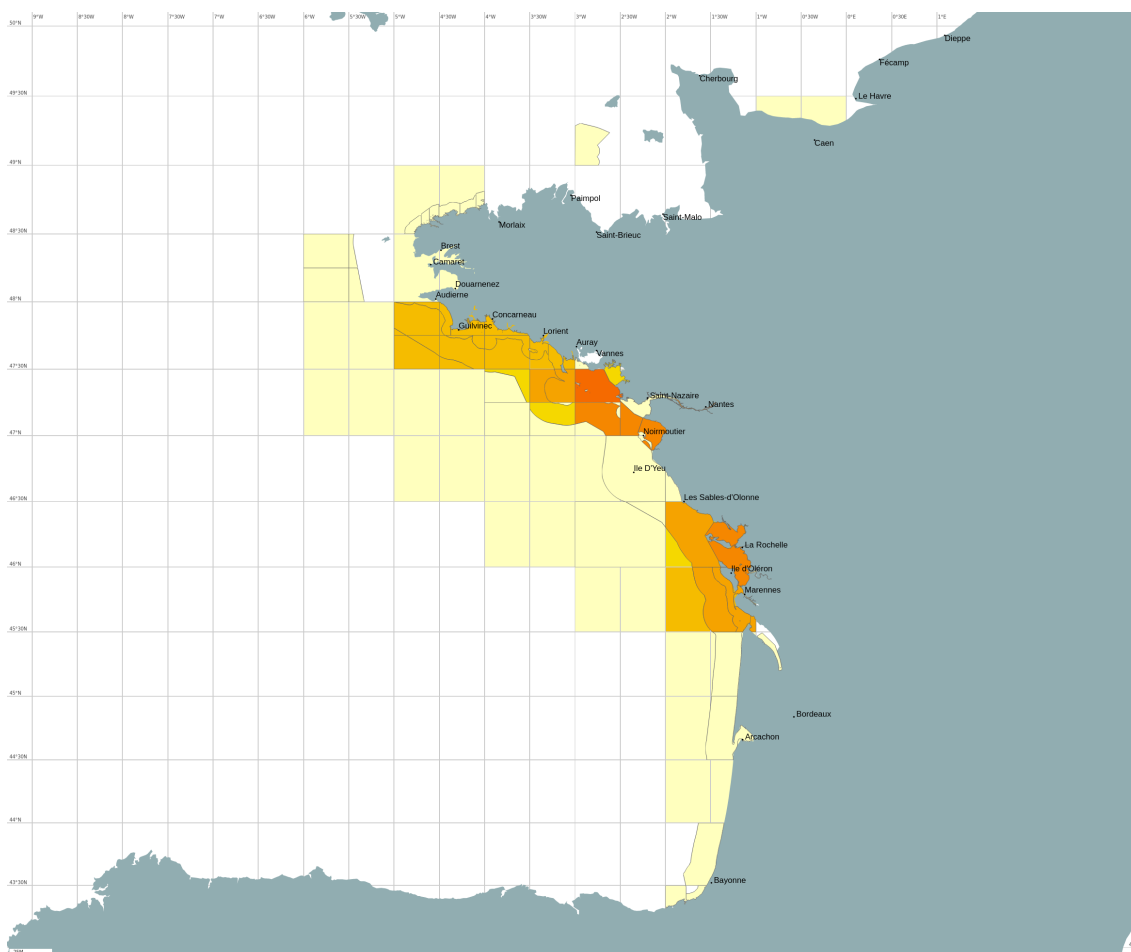 9°W 8°30W 8°W 7°30W 7°W 6°30W 6°W 5°30W 5°W 4°30W 4°W 3°30W 3°W 2°30W 2°W 1°30W 1°W 0°E 0°30E 1°E
50°N
Dieppe
Fécamp
Cherbourg
49°30N
Le Havre
Caen
49°N
Paimpol
Saint-Malo
Morlaix
48°30N
Saint-Brieuc
Brest
Camaret
Douarnenez
Audierne
48°N
Concarneau
Guilvinec
Lorient
Auray
Vannes
47°30N
Saint-Nazaire
Nantes
47°N
Noirmoutier
Ile D'Yeu
46°30N
Les Sables-d'Olonne
La Rochelle
46°N
Ile d'Oléron
Marennes
45°30N
45°N
Bordeaux
Arcachon
44°30N
44°N
43°30N
Bayonne